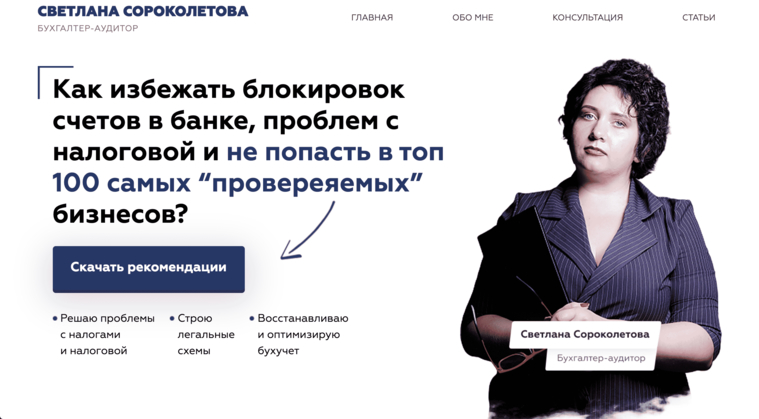 СВЕТЛАНА СОРОКОЛЕТОВА
БУХГАЛТЕР-АУДИТОР
ГЛАВНАЯ
ОБО МНЕ
КОНСУЛЬТАЦИЯ
СТАТЬИ
Как избежать блокировок
счетов в банке, проблем с
налоговой и не попасть в топ
100 самых “провереяемых”
бизнесов?
Скачать рекомендации
Решаю проблемы
с налогами
и налоговой
Строю
легальные
схемы
Восстанавливаю
и оптимизирую
бухучет
Светлана Сороколетова
Бухгалтер-аудитор